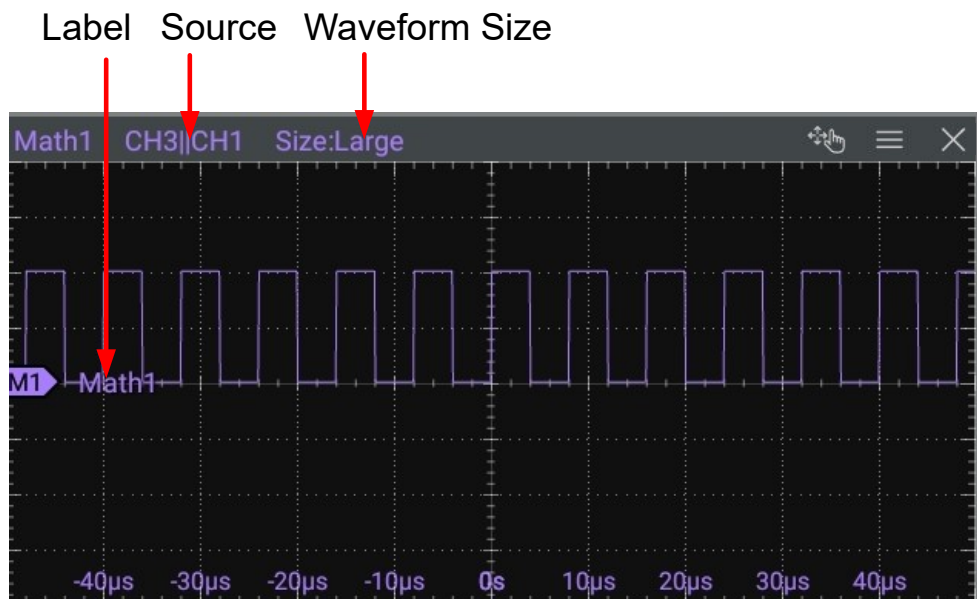 Label Source Waveform Size
Math1 CH3||CH1 Size:Large
M1 Math1
-40µs -30µs -20µs -10µs 0s 10µs 20µs 30µs 40µs